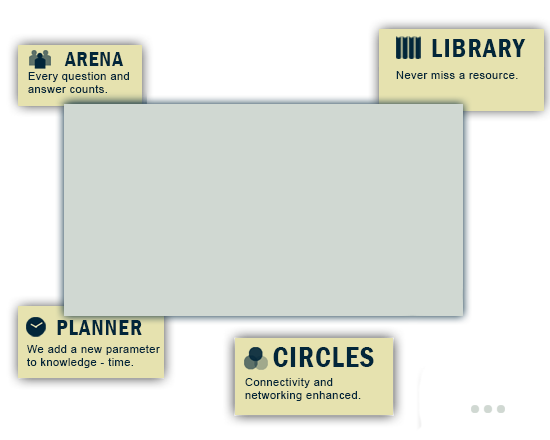 ARENA
Every question and
answer counts.
LIBRARY
Never miss a resource.
PLANNER
We add a new parameter
to knowledge - time.
CIRCLES
Connectivity and
networking enhanced.